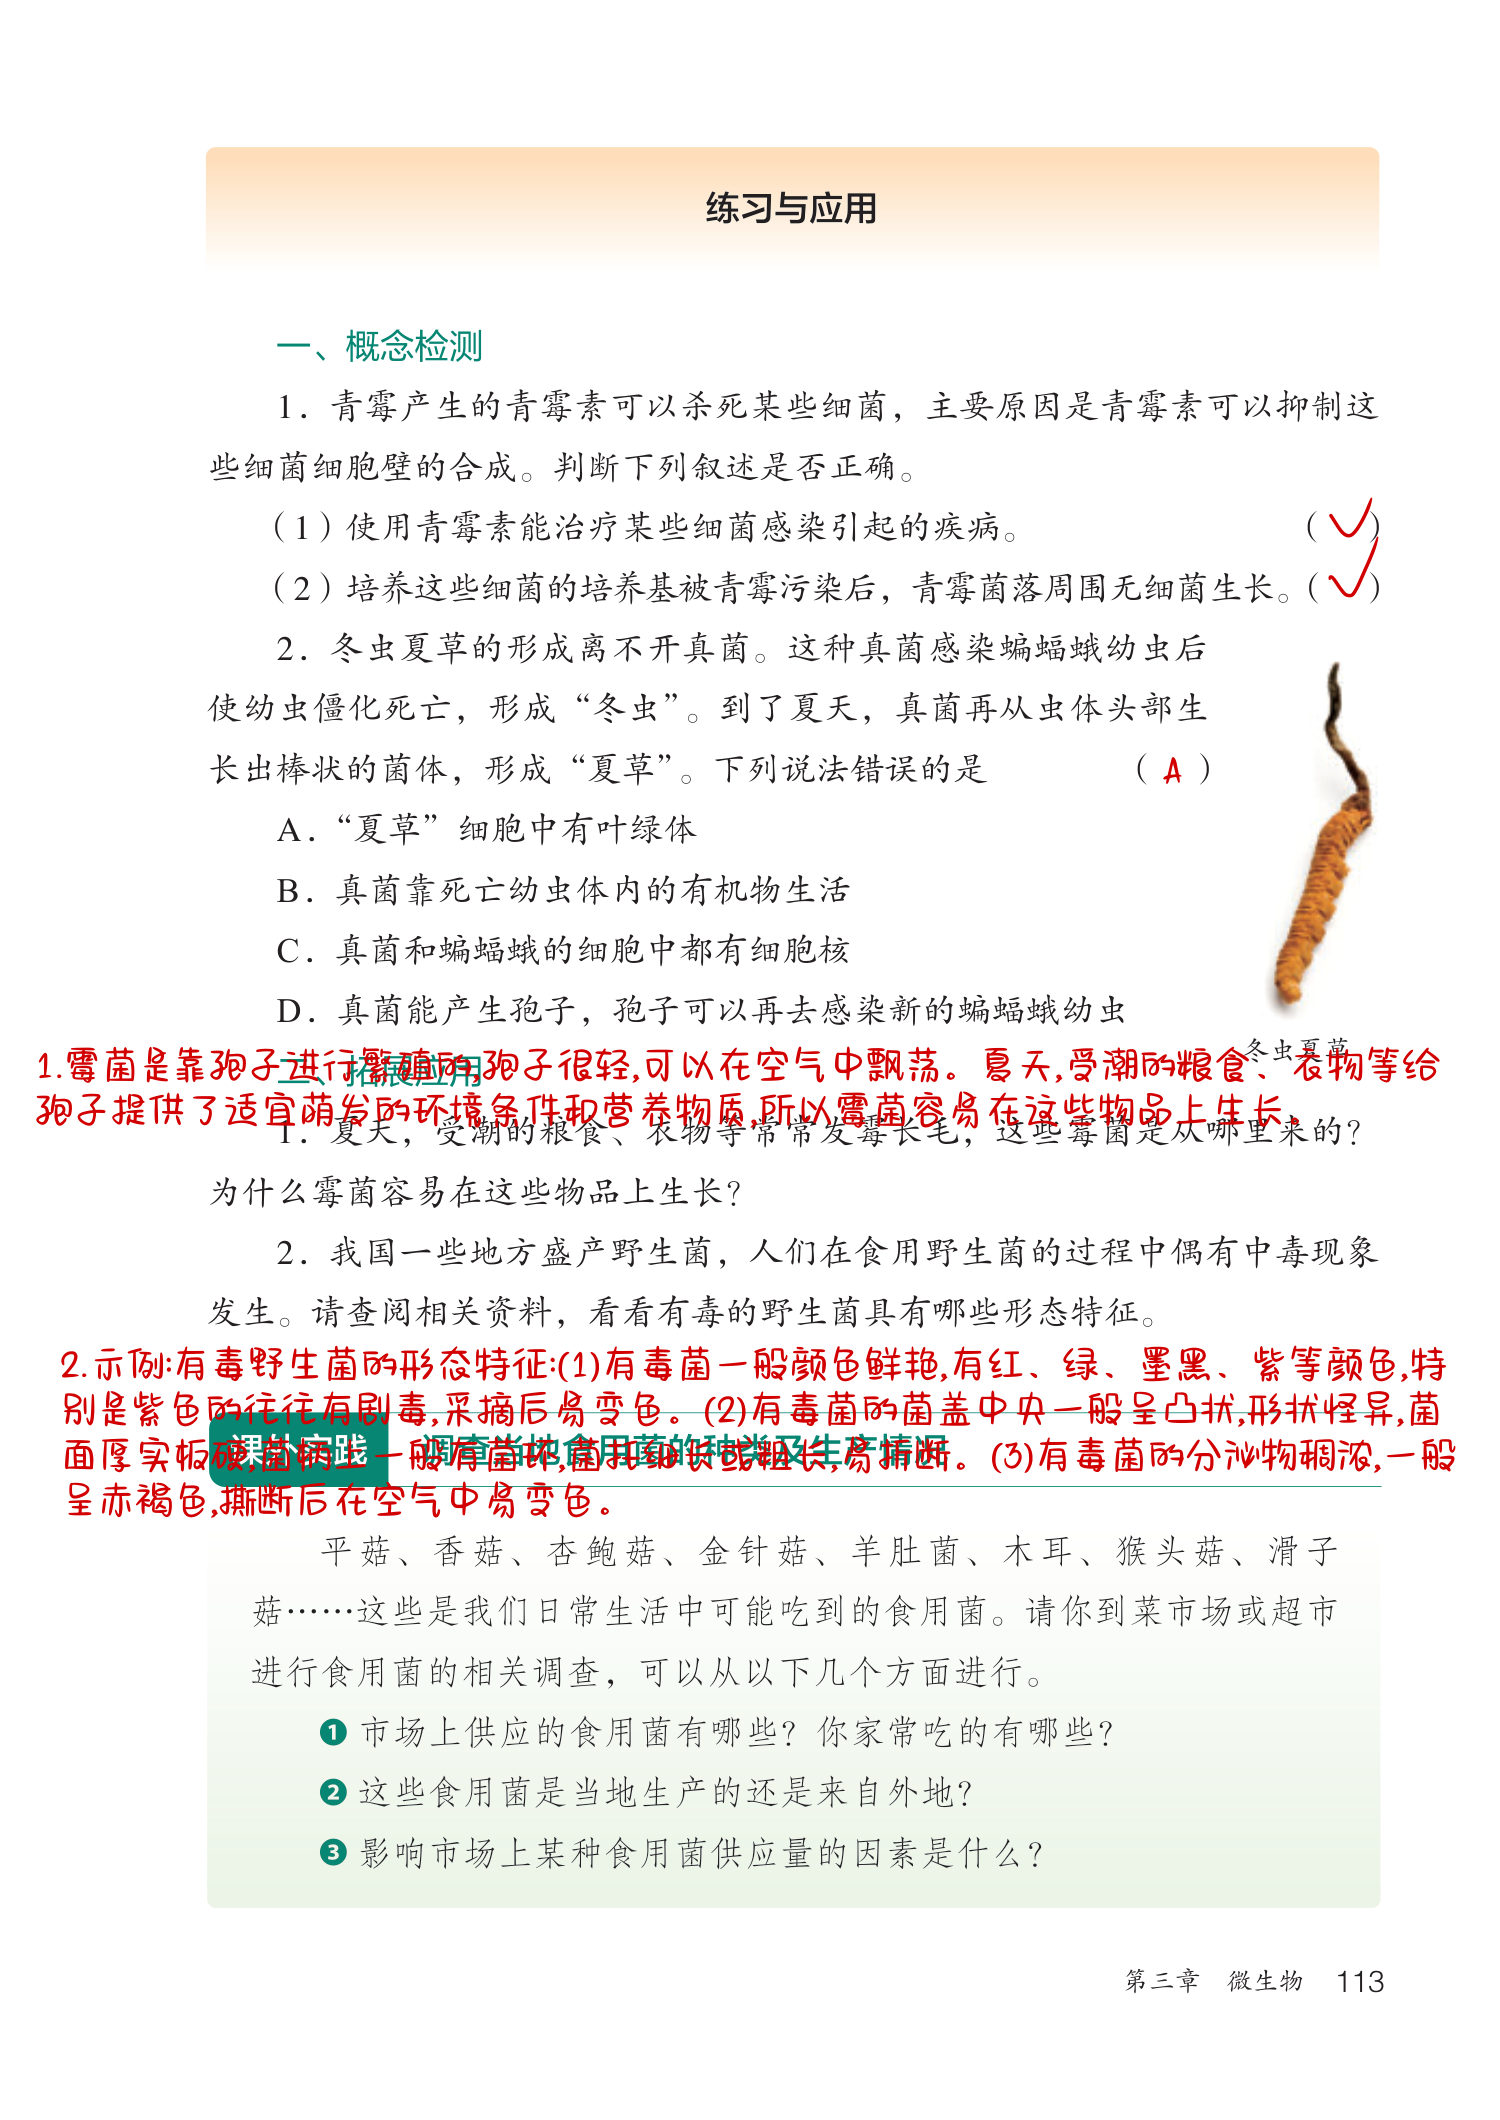 练习与应用
一、概念检测
1. 青霉产生的青霉素可以杀死某些细菌，主要原因是青霉素可以抑制这
些细菌细胞壁的合成。判断下列叙述是否正确。
（1）使用青霉素能治疗某些细菌感染引起的疾病。 （✓）
（2）培养这些细菌的培养基被青霉污染后，青霉菌落周围无细菌生长。（✓）
2. 冬虫夏草的形成离不开真菌。这种真菌感染蝙蝠蛾幼虫后
使幼虫僵化死亡，形成“冬虫”。到了夏天，真菌再从虫体头部生
长出棒状的菌体，形成“夏草”。下列说法错误的是 （A）
A. “夏草”细胞中有叶绿体
B. 真菌靠死亡幼虫体内的有机物生活
C. 真菌和蝙蝠蛾的细胞中都有细胞核
D. 真菌能产生孢子，孢子可以再去感染新的蝙蝠蛾幼虫
冬虫夏草
1.霉菌是靠孢子进行繁殖的,孢子很轻,可以在空气中飘荡。夏天,受潮的粮食、衣物等给
孢子提供了适宜萌发的环境条件和营养物质,所以霉菌容易在这些物品上生长。
二、拓展应用
1. 夏天，受潮的粮食、衣物等常常发霉长毛，这些霉菌是从哪里来的？
为什么霉菌容易在这些物品上生长？
2. 我国一些地方盛产野生菌，人们在食用野生菌的过程中偶有中毒现象
发生。请查阅相关资料，看看有毒的野生菌具有哪些形态特征。
2.示例:有毒野生菌的形态特征:(1)有毒菌一般颜色鲜艳,有红、绿、墨黑、紫等颜色,特
别是紫色的往往有剧毒,采摘后易变色。(2)有毒菌的菌盖中央一般呈凸状,形状怪异,菌
面厚实板硬,菌柄上一般有菌环,菌托细长或粗长,易折断。(3)有毒菌的分泌物稠浓,一般
呈赤褐色,撕断后在空气中易变色。
课外实践 调查当地食用菌的种类及生产情况
平菇、香菇、杏鲍菇、金针菇、羊肚菌、木耳、猴头菇、滑子
菇……这些是我们日常生活中可能吃到的食用菌。请你到菜市场或超市
进行食用菌的相关调查，可以从以下几个方面进行。
❶ 市场上供应的食用菌有哪些？你家常吃的有哪些？
❷ 这些食用菌是当地生产的还是来自外地？
❸ 影响市场上某种食用菌供应量的因素是什么？
第三章 微生物 113